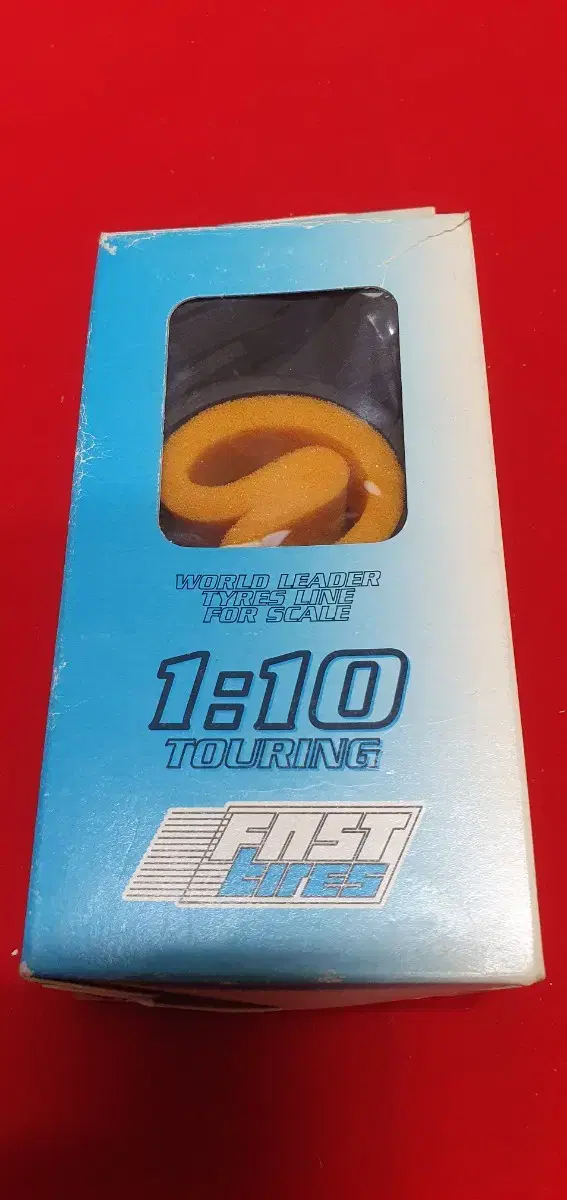 WORLD LEADER
TYRES LINE
FOR SCALE
1:10
TOURING
FAST
tires